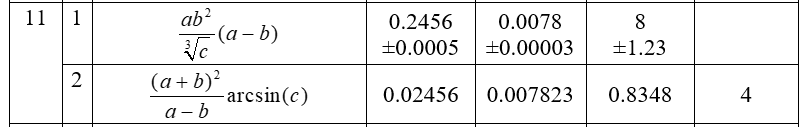 11 1 ab²/∛c (a − b) 0.2456 ±0.0005 0.0078 ±0.00003 8 ±1.23
2 (a + b)²/(a − b) arcsin(c) 0.02456 0.007823 0.8348 4